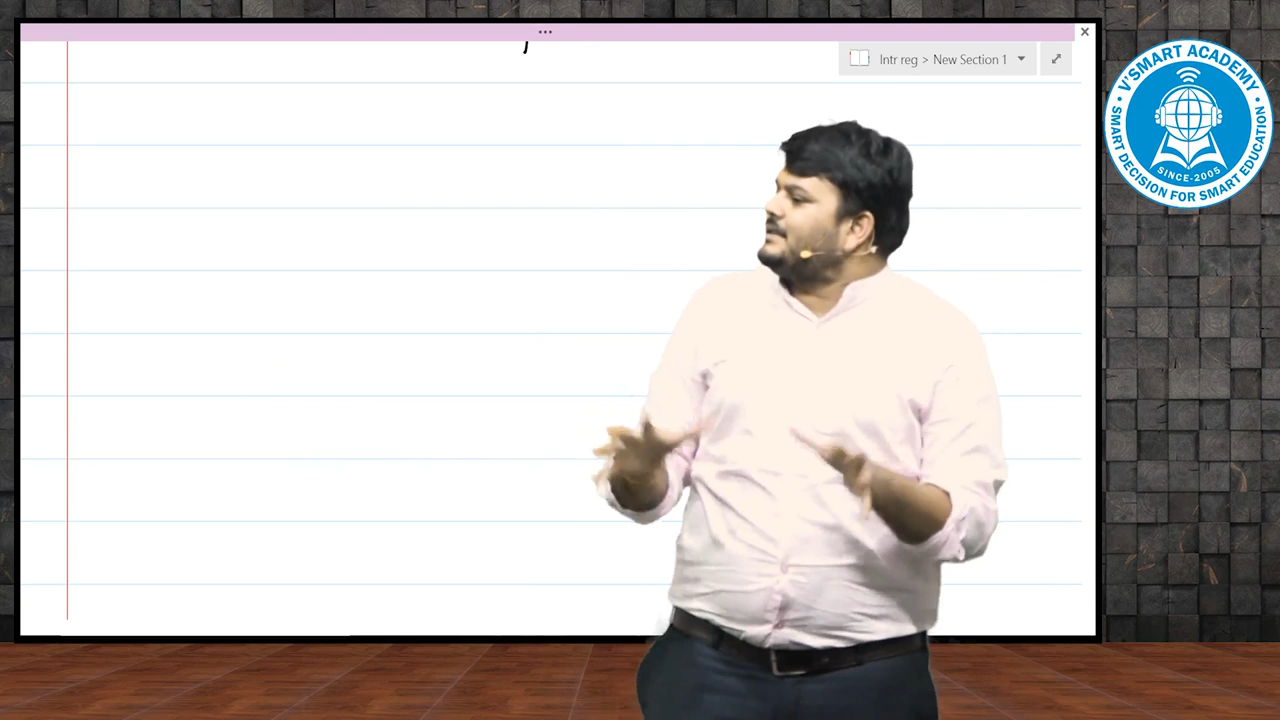 Intr reg > New Section 1
V'SMART ACADEMY
SINCE-2005
SMART DECISION FOR SMART EDUCATION